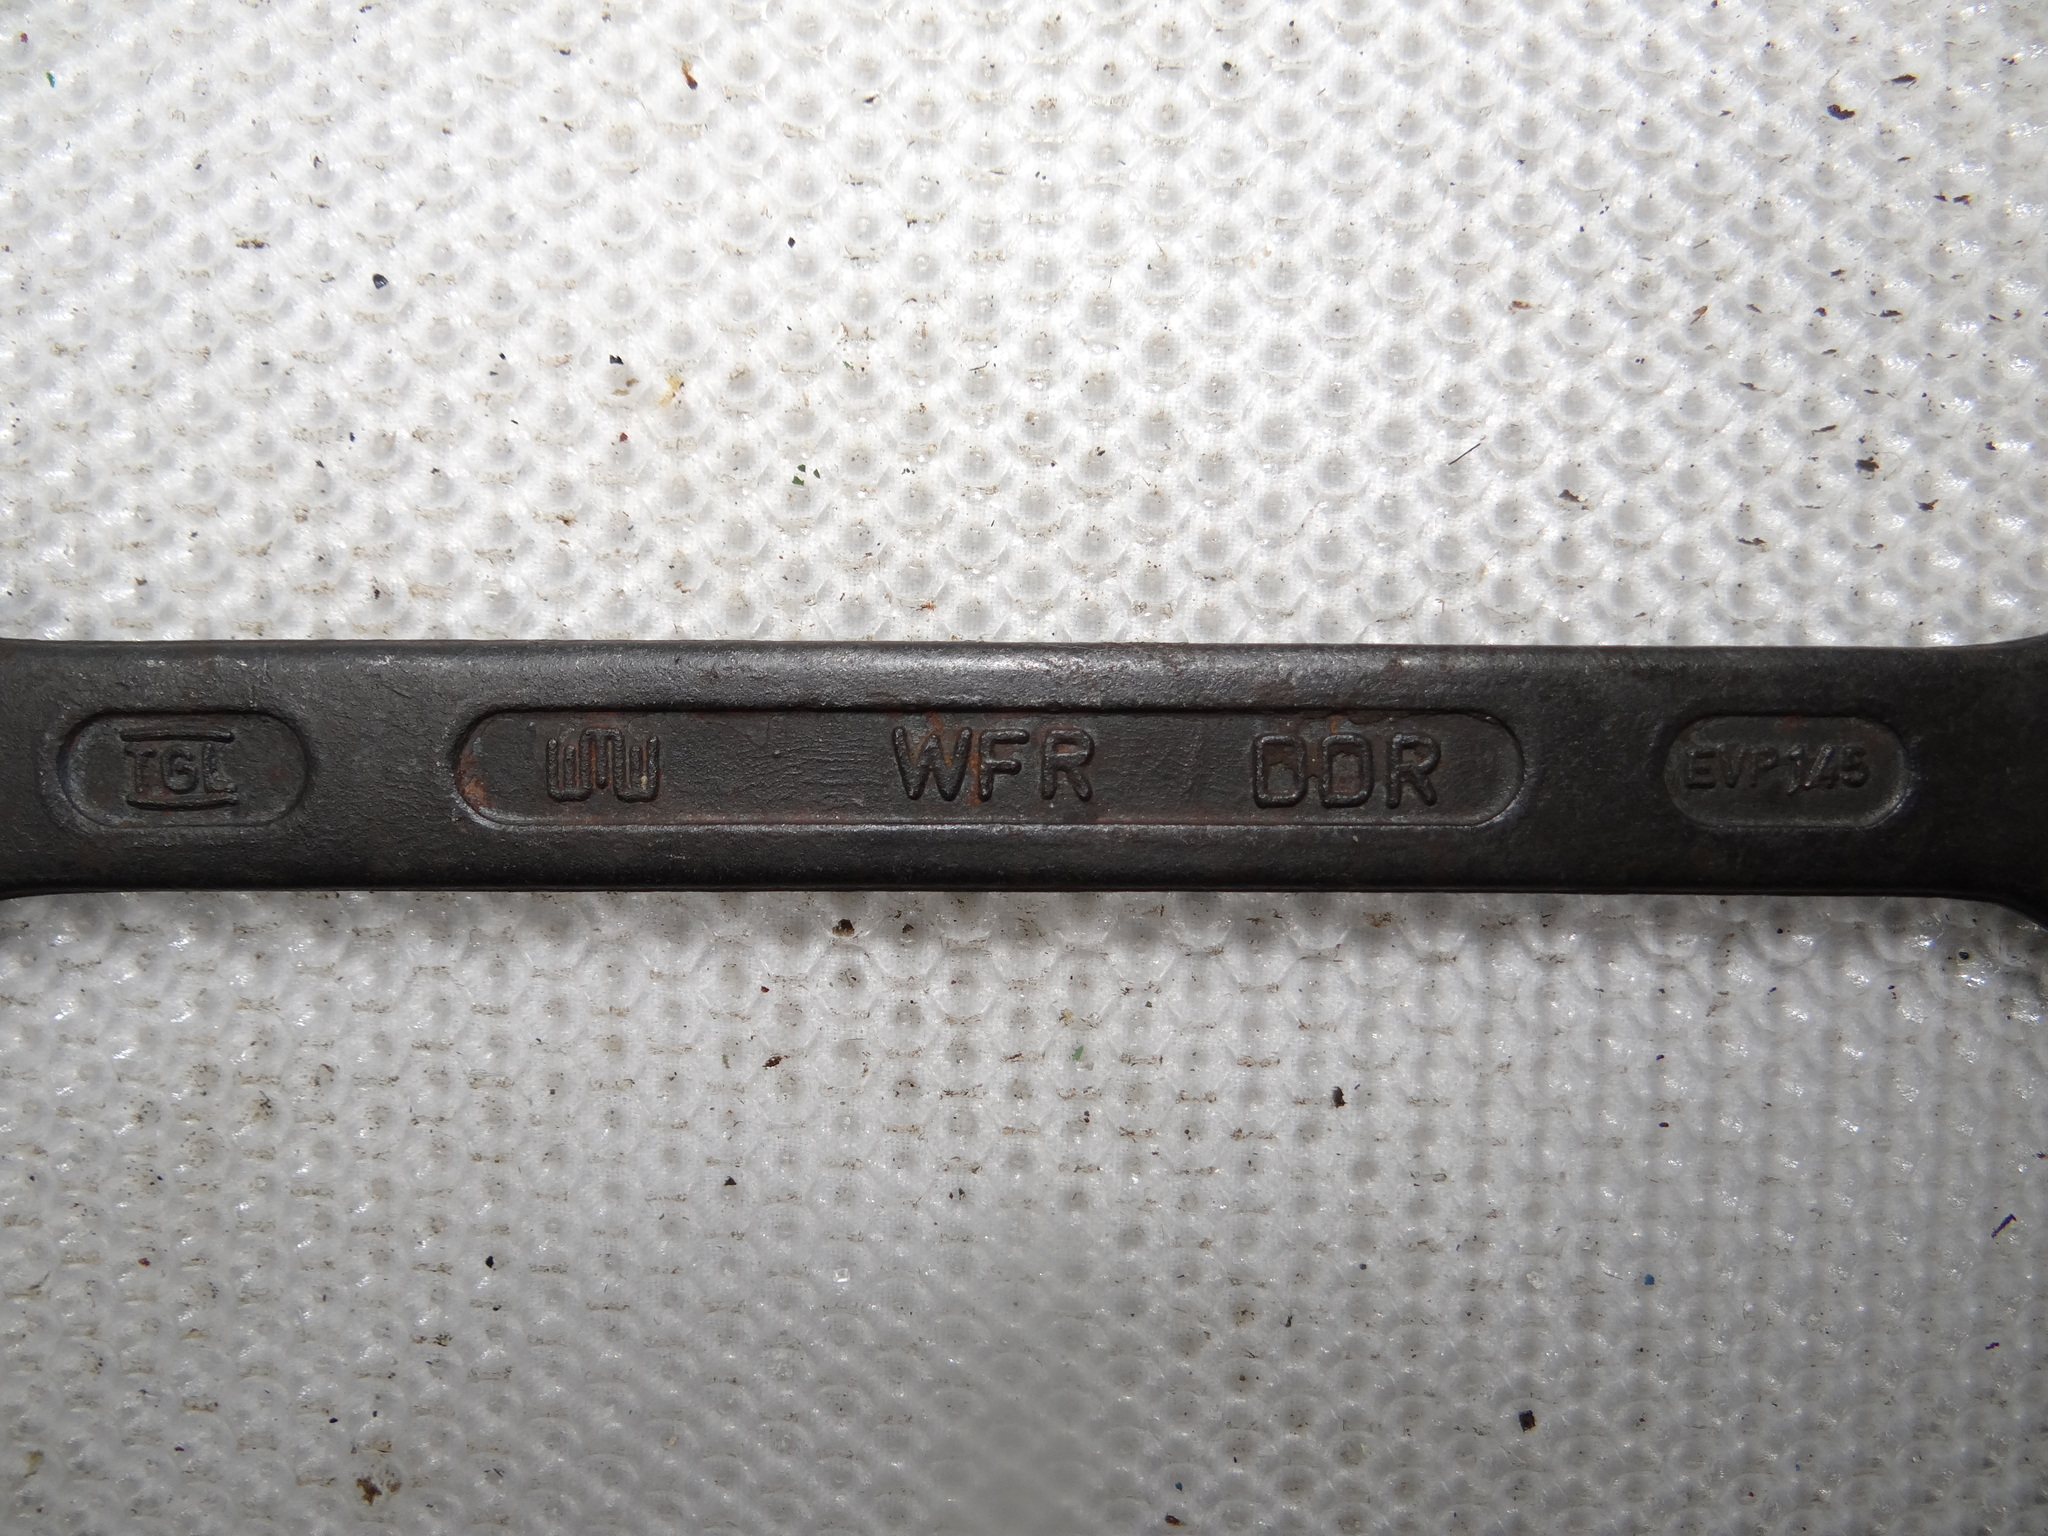 TGL WFR DDR EVP 1,45